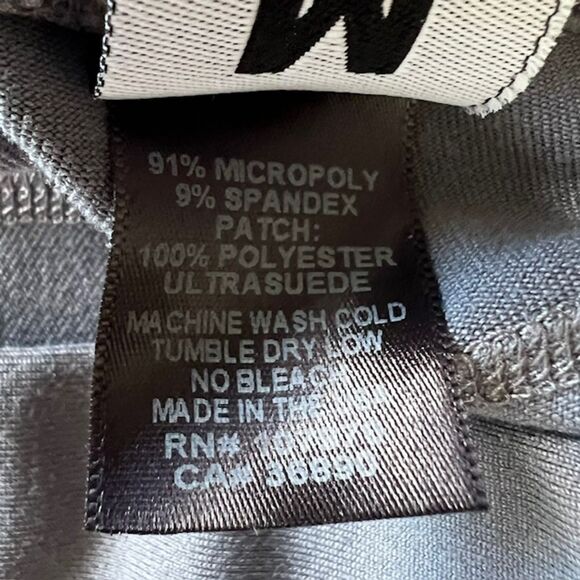 M
91% MICROPOLY
9% SPANDEX
PATCH:
100% POLYESTER
ULTRASUEDE
MACHINE WASH COLD
TUMBLE DRY LOW
NO BLEACH
MADE IN THE USA
RN#
CA# 36890